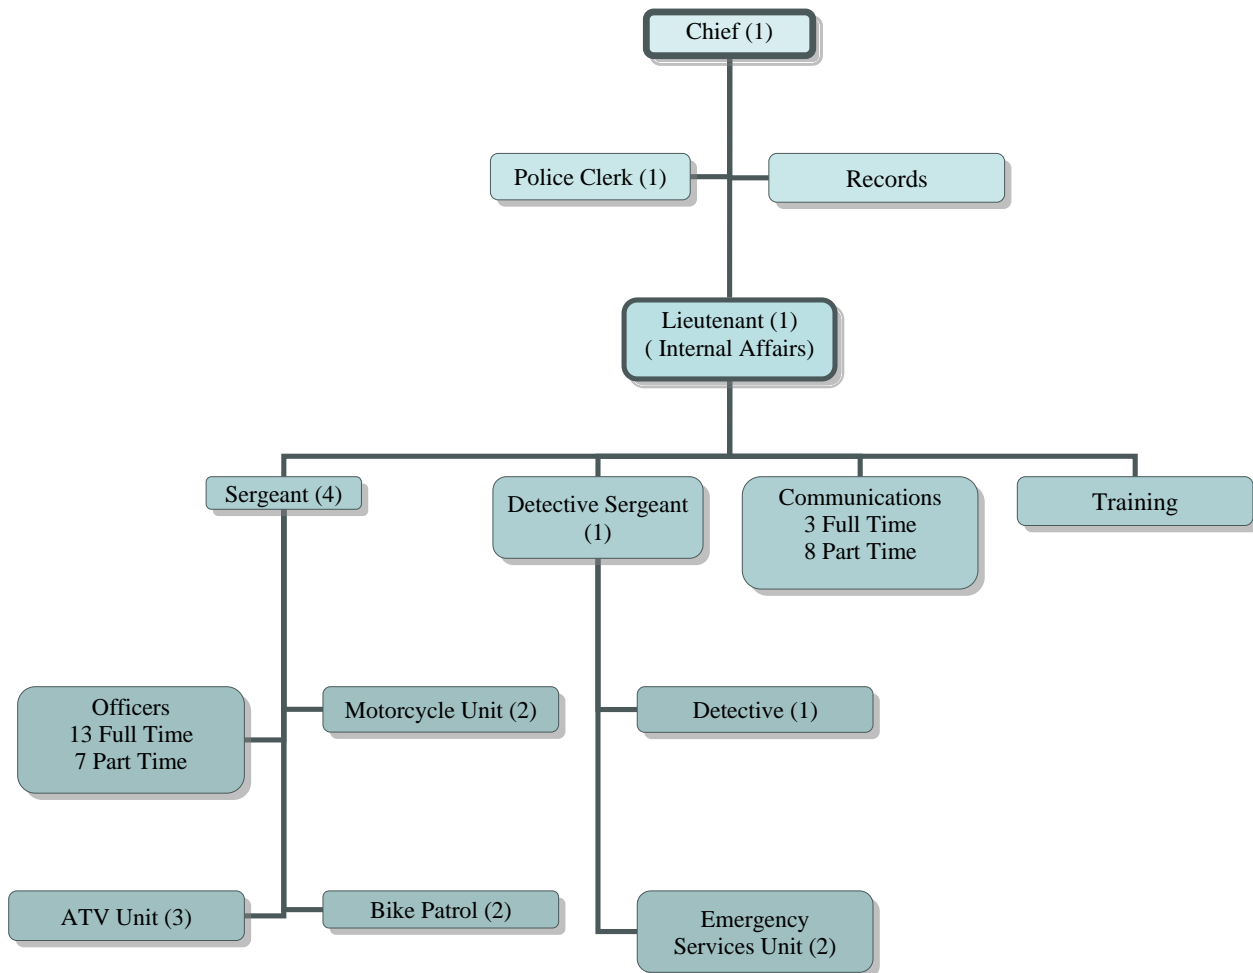 Chief (1)
Police Clerk (1)
Records
Lieutenant (1)
( Internal Affairs)
Sergeant (4)
Detective Sergeant
(1)
Communications
3 Full Time
8 Part Time
Training
Officers
13 Full Time
7 Part Time
Motorcycle Unit (2)
Detective (1)
ATV Unit (3)
Bike Patrol (2)
Emergency
Services Unit (2)